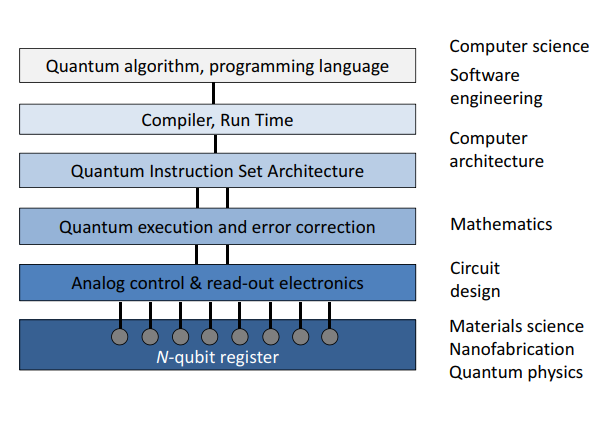 Computer science
Quantum algorithm, programming language
Software
engineering
Compiler, Run Time
Computer
architecture
Quantum Instruction Set Architecture
Quantum execution and error correction
Mathematics
Circuit
design
Analog control & read-out electronics
Materials science
Nanofabrication
Quantum physics
N-qubit register